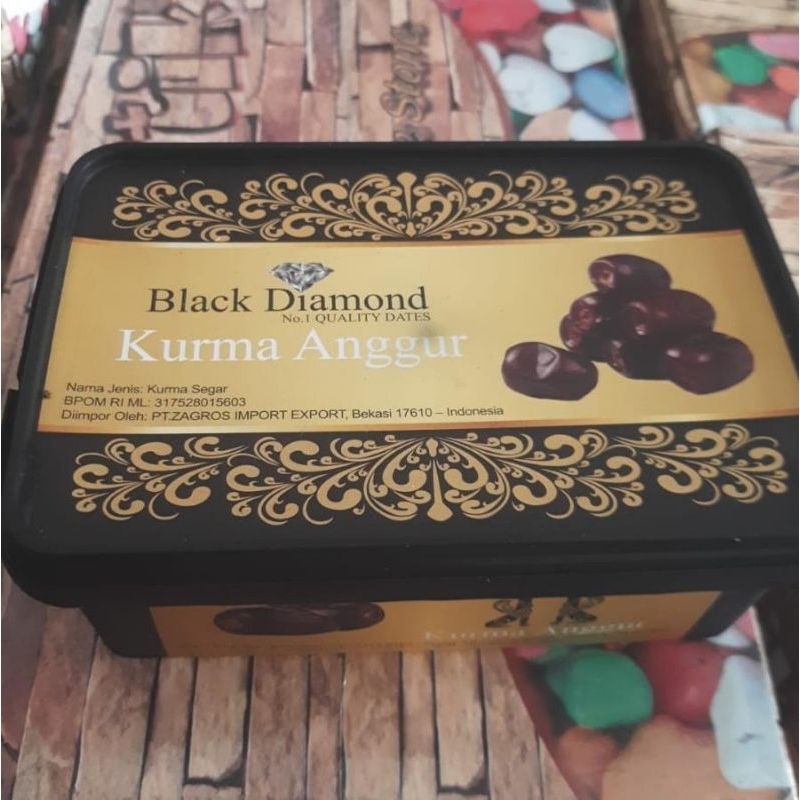 Black Diamond
No.1 QUALITY DATES
Kurma Anggur
Nama Jenis: Kurma Segar
BPOM RI ML: 317528015603
Diimpor Oleh: PT.ZAGROS IMPORT EXPORT, Bekasi 17610 – Indonesia
Kurma Anggur